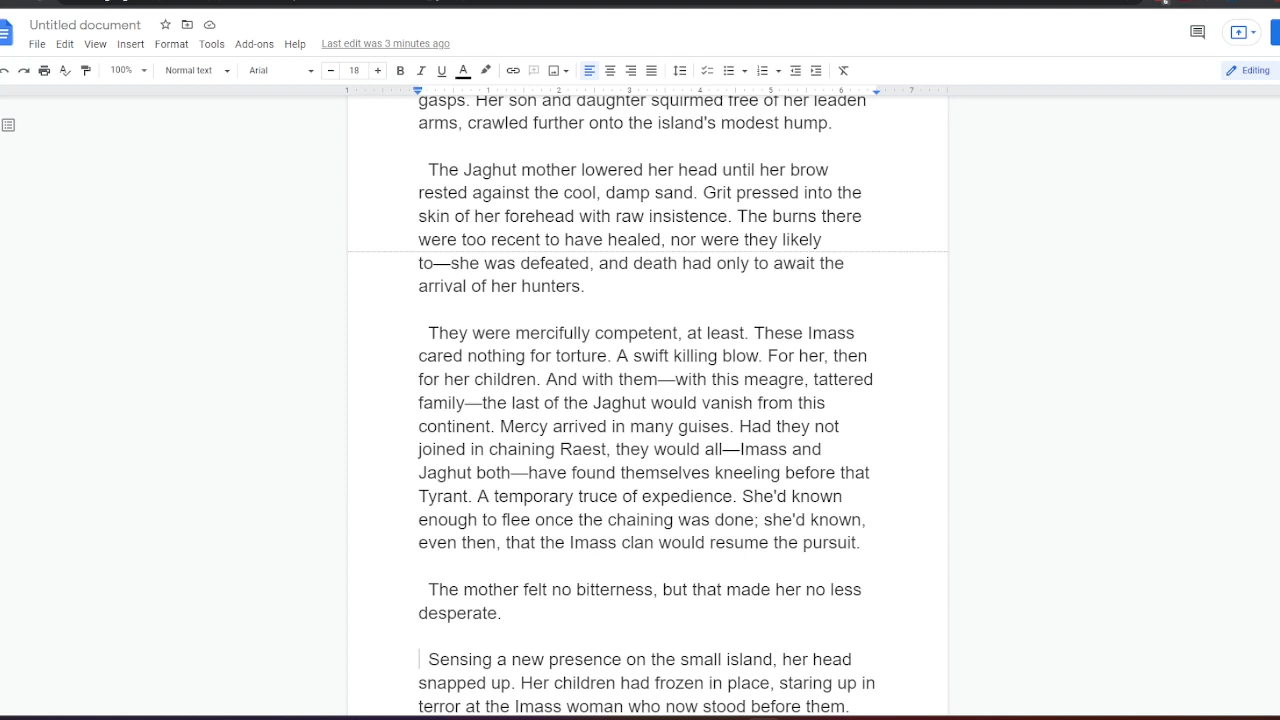 Untitled document
File Edit View Insert Format Tools Add-ons Help Last edit was 3 minutes ago
100% Normal text Arial 18 B I U A Editing
1 1 2 3 4 5 6 7
gasps. Her son and daughter squirmed free of her leaden
arms, crawled further onto the island's modest hump.
The Jaghut mother lowered her head until her brow
rested against the cool, damp sand. Grit pressed into the
skin of her forehead with raw insistence. The burns there
were too recent to have healed, nor were they likely
to—she was defeated, and death had only to await the
arrival of her hunters.
They were mercifully competent, at least. These Imass
cared nothing for torture. A swift killing blow. For her, then
for her children. And with them—with this meagre, tattered
family—the last of the Jaghut would vanish from this
continent. Mercy arrived in many guises. Had they not
joined in chaining Raest, they would all—Imass and
Jaghut both—have found themselves kneeling before that
Tyrant. A temporary truce of expedience. She'd known
enough to flee once the chaining was done; she'd known,
even then, that the Imass clan would resume the pursuit.
The mother felt no bitterness, but that made her no less
desperate.
Sensing a new presence on the small island, her head
snapped up. Her children had frozen in place, staring up in
terror at the Imass woman who now stood before them.